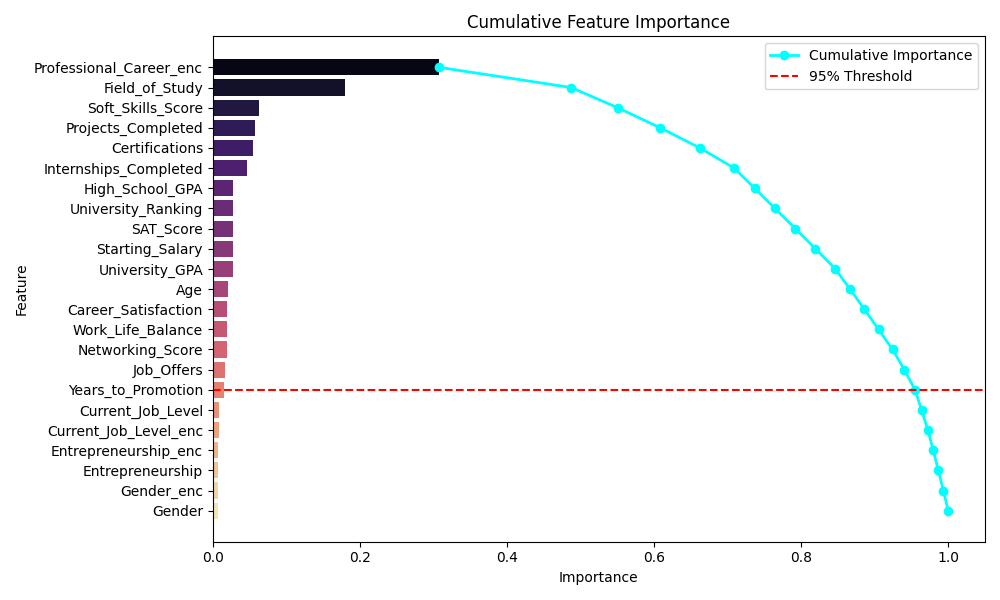 Cumulative Feature Importance
Cumulative Importance
95% Threshold
Feature
Professional_Career_enc
Field_of_Study
Soft_Skills_Score
Projects_Completed
Certifications
Internships_Completed
High_School_GPA
University_Ranking
SAT_Score
Starting_Salary
University_GPA
Age
Career_Satisfaction
Work_Life_Balance
Networking_Score
Job_Offers
Years_to_Promotion
Current_Job_Level
Current_Job_Level_enc
Entrepreneurship_enc
Entrepreneurship
Gender_enc
Gender
0.0 0.2 0.4 0.6 0.8 1.0
Importance